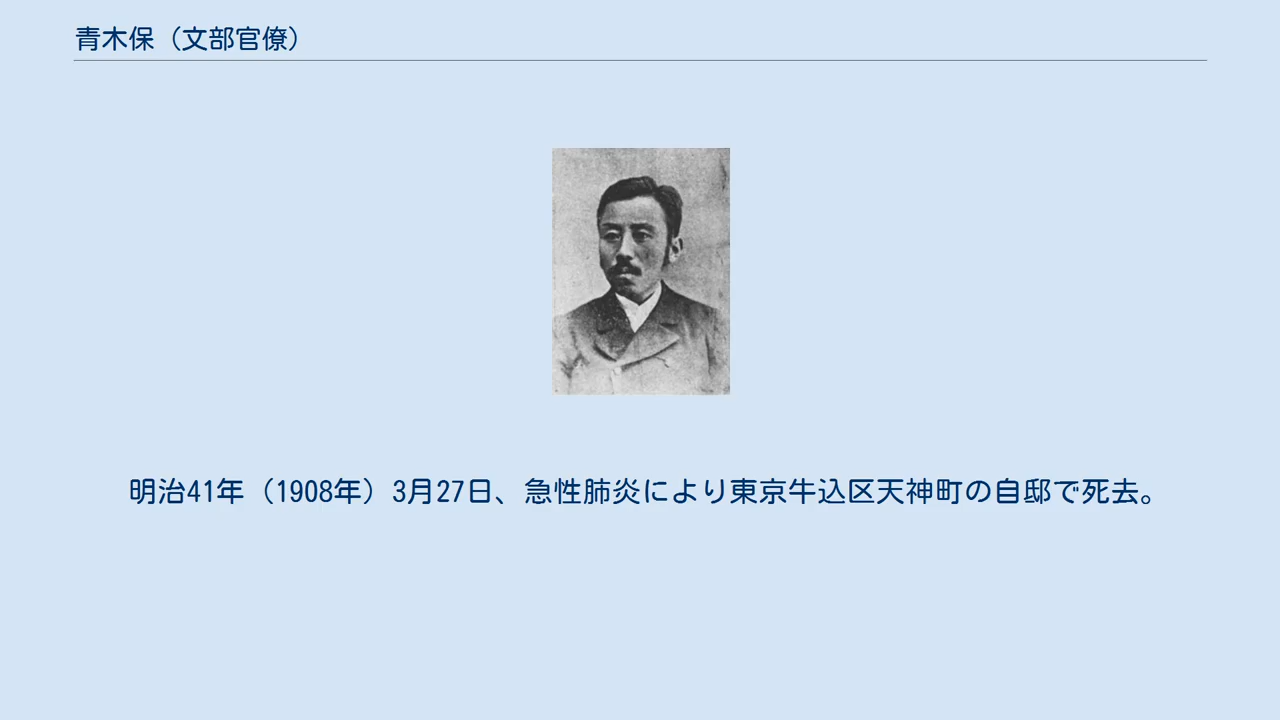 青木保（文部官僚）
明治41年（1908年）3月27日、急性肺炎により東京牛込区天神町の自邸で死去。